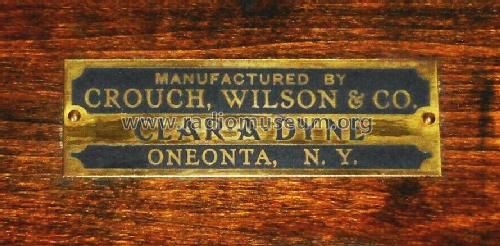 MANUFACTURED BY
CROUCH, WILSON & CO.
CLAR-A-DYNE
www.radiomuseum.org
ONEONTA, N. Y.